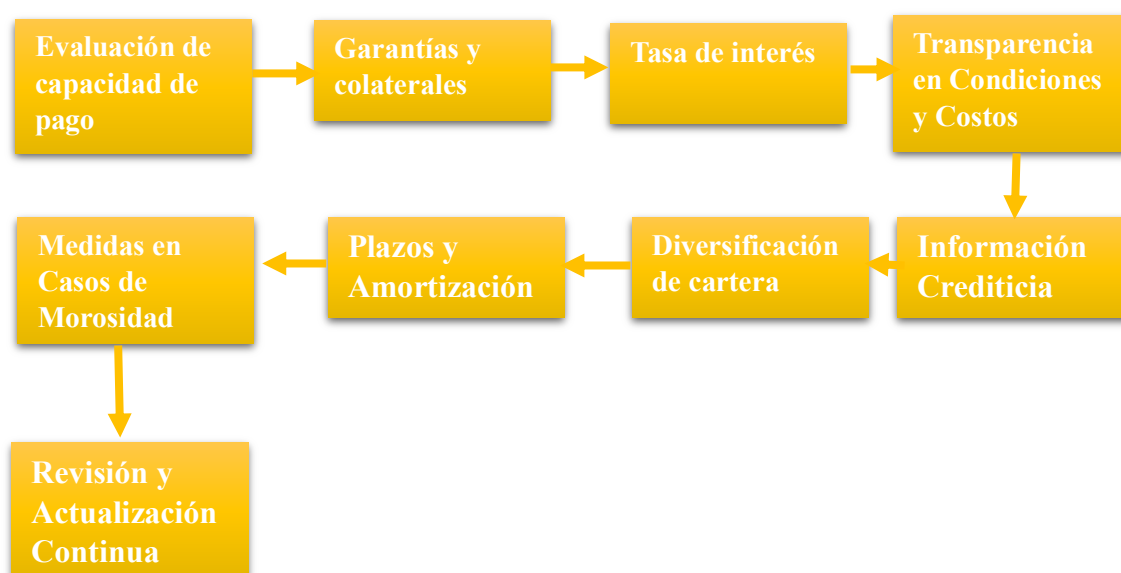 Evaluación de
capacidad de
pago
Garantías y
colaterales
Tasa de interés
Transparencia
en Condiciones
y Costos
Información
Crediticia
Diversificación
de cartera
Plazos y
Amortización
Medidas en
Casos de
Morosidad
Revisión y
Actualización
Continua